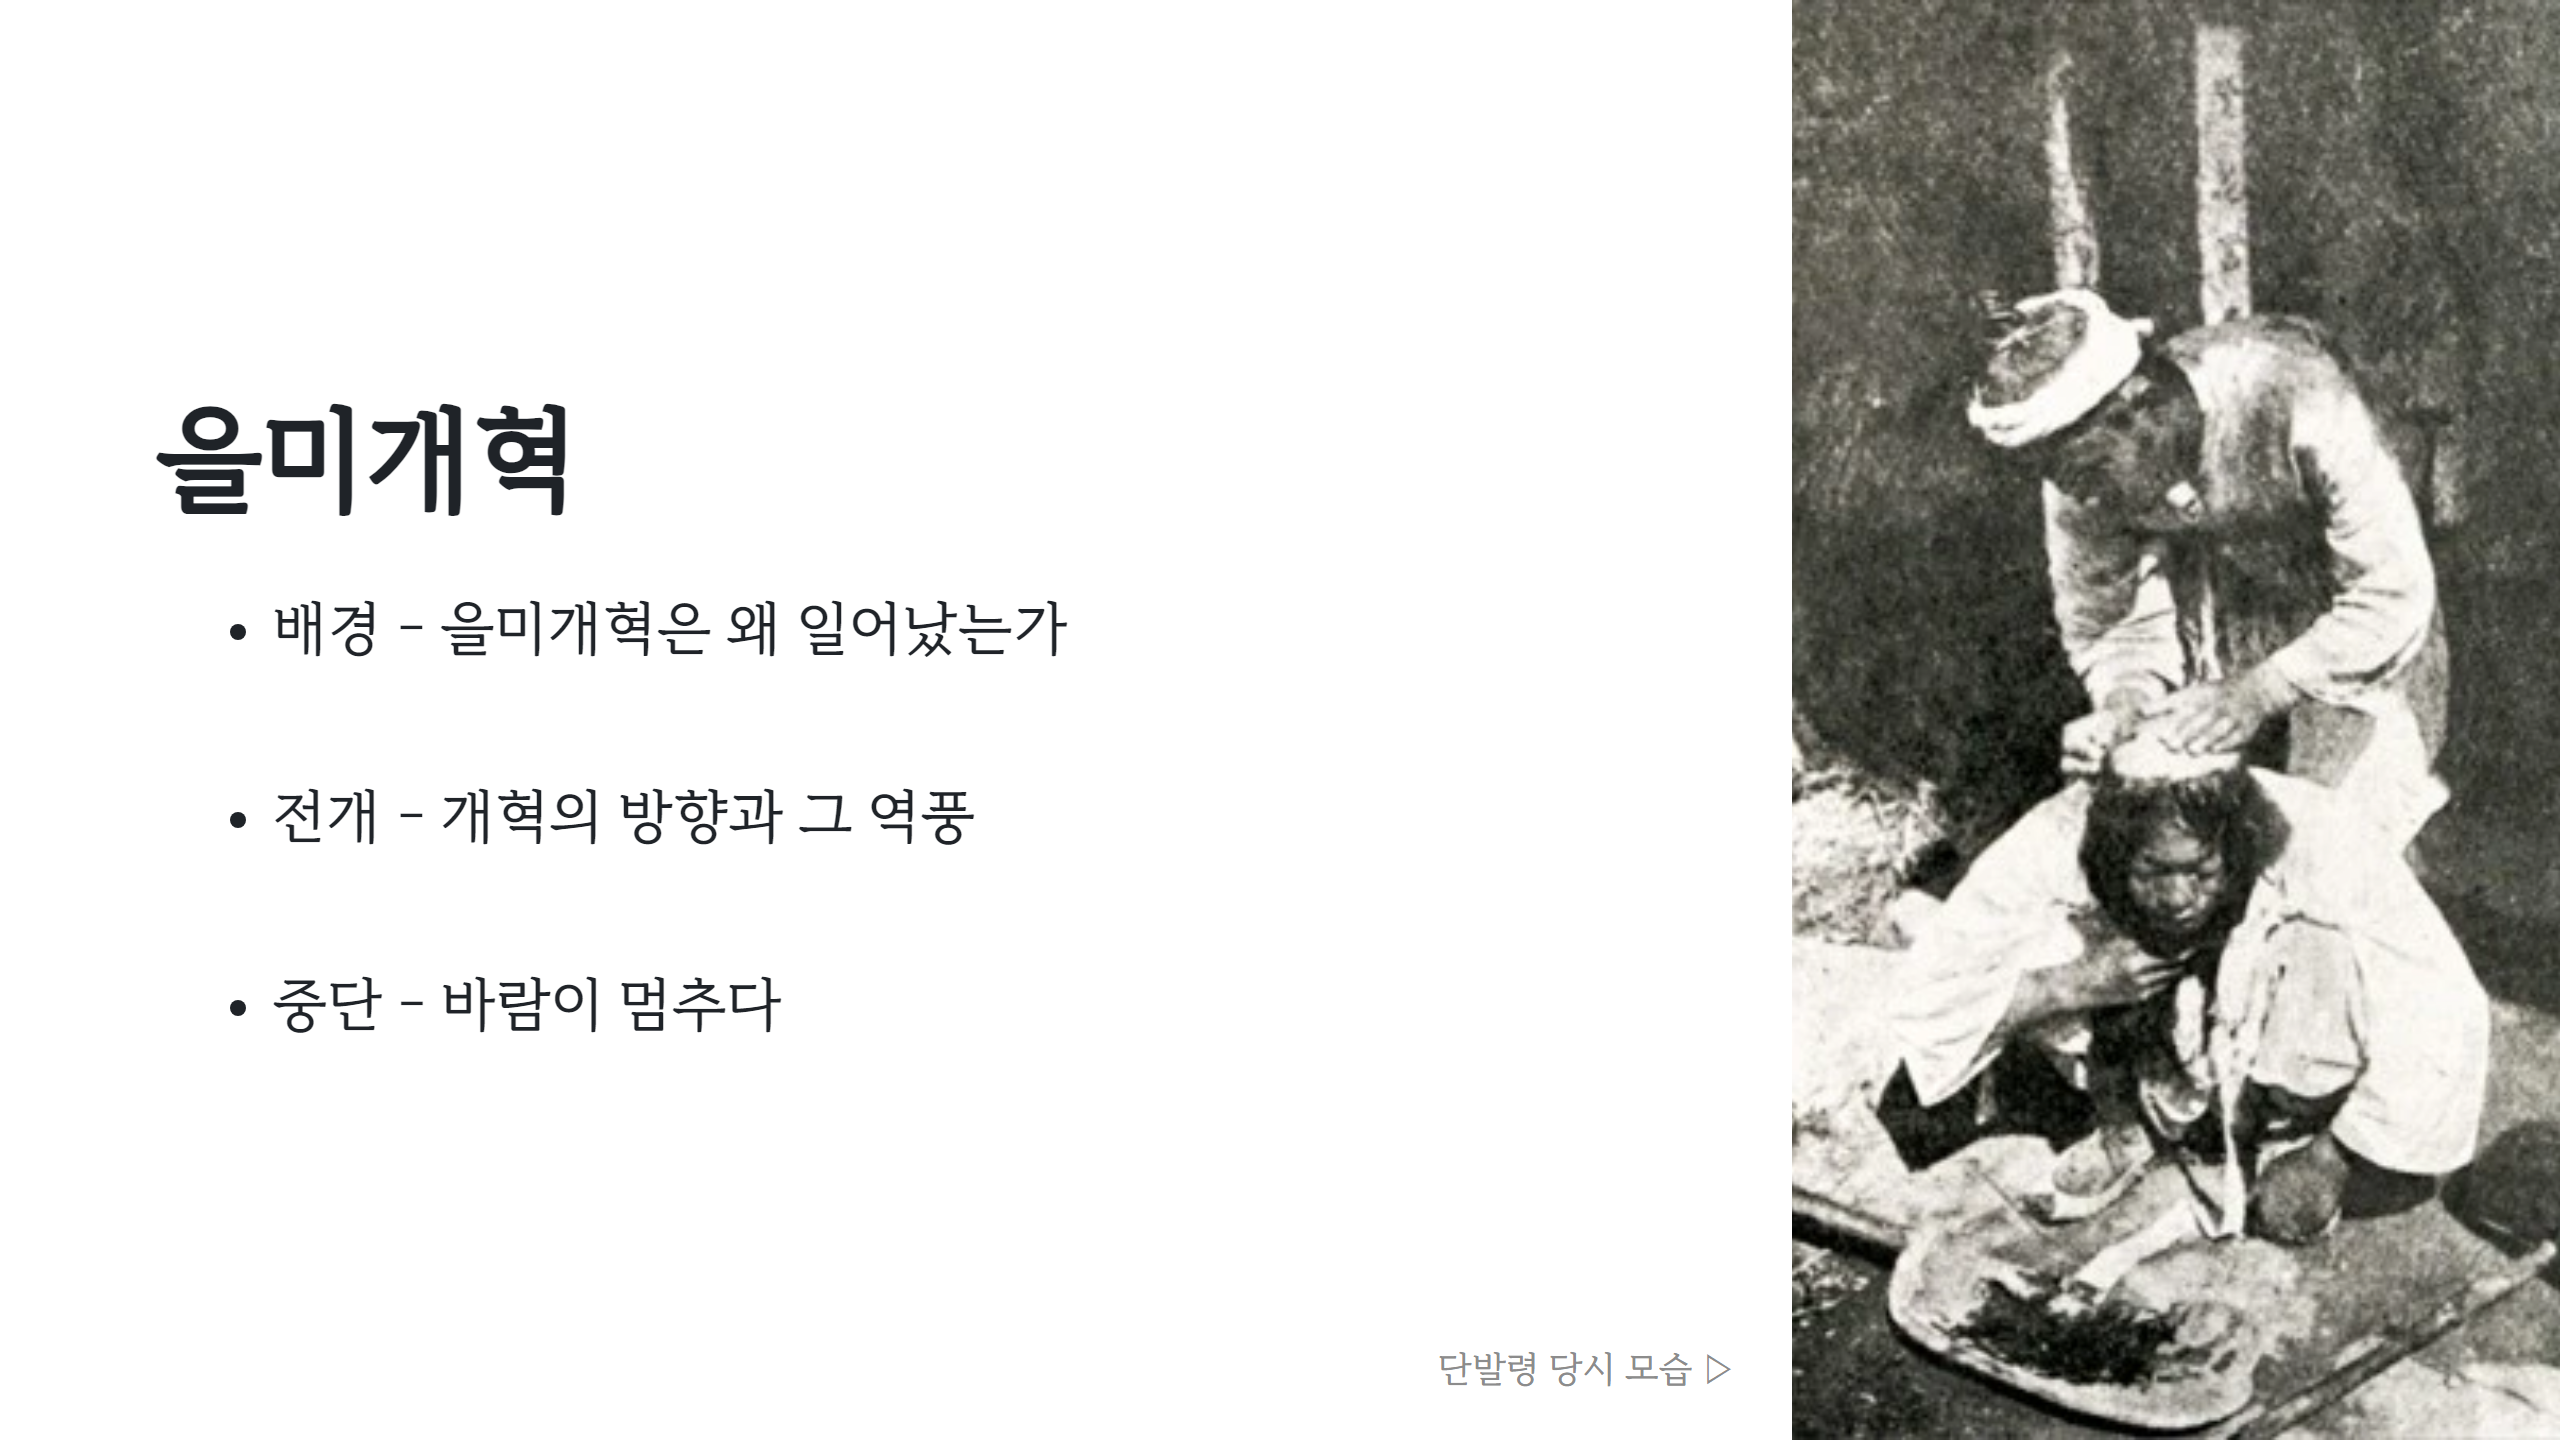 을미개혁
• 배경 - 을미개혁은 왜 일어났는가
• 전개 - 개혁의 방향과 그 역풍
• 중단 - 바람이 멈추다
단발령 당시 모습 ▷